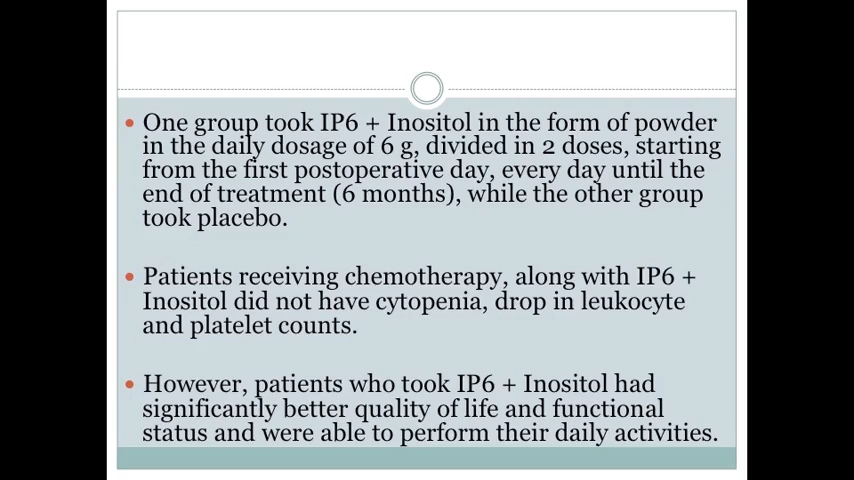 • One group took IP6 + Inositol in the form of powder
in the daily dosage of 6 g, divided in 2 doses, starting
from the first postoperative day, every day until the
end of treatment (6 months), while the other group
took placebo.
• Patients receiving chemotherapy, along with IP6 +
Inositol did not have cytopenia, drop in leukocyte
and platelet counts.
• However, patients who took IP6 + Inositol had
significantly better quality of life and functional
status and were able to perform their daily activities.